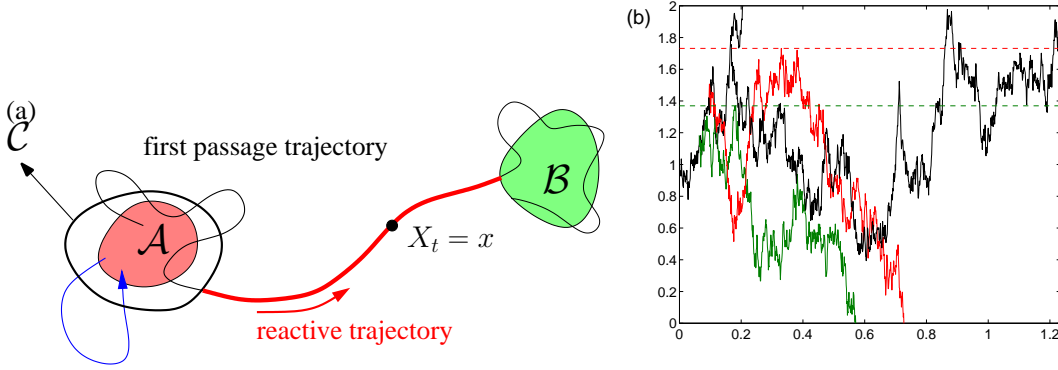 (a)
C
first passage trajectory
A
B
X_t = x
reactive trajectory
(b)
2
1.8
1.6
1.4
1.2
1
0.8
0.6
0.4
0.2
0
0 0.2 0.4 0.6 0.8 1 1.2